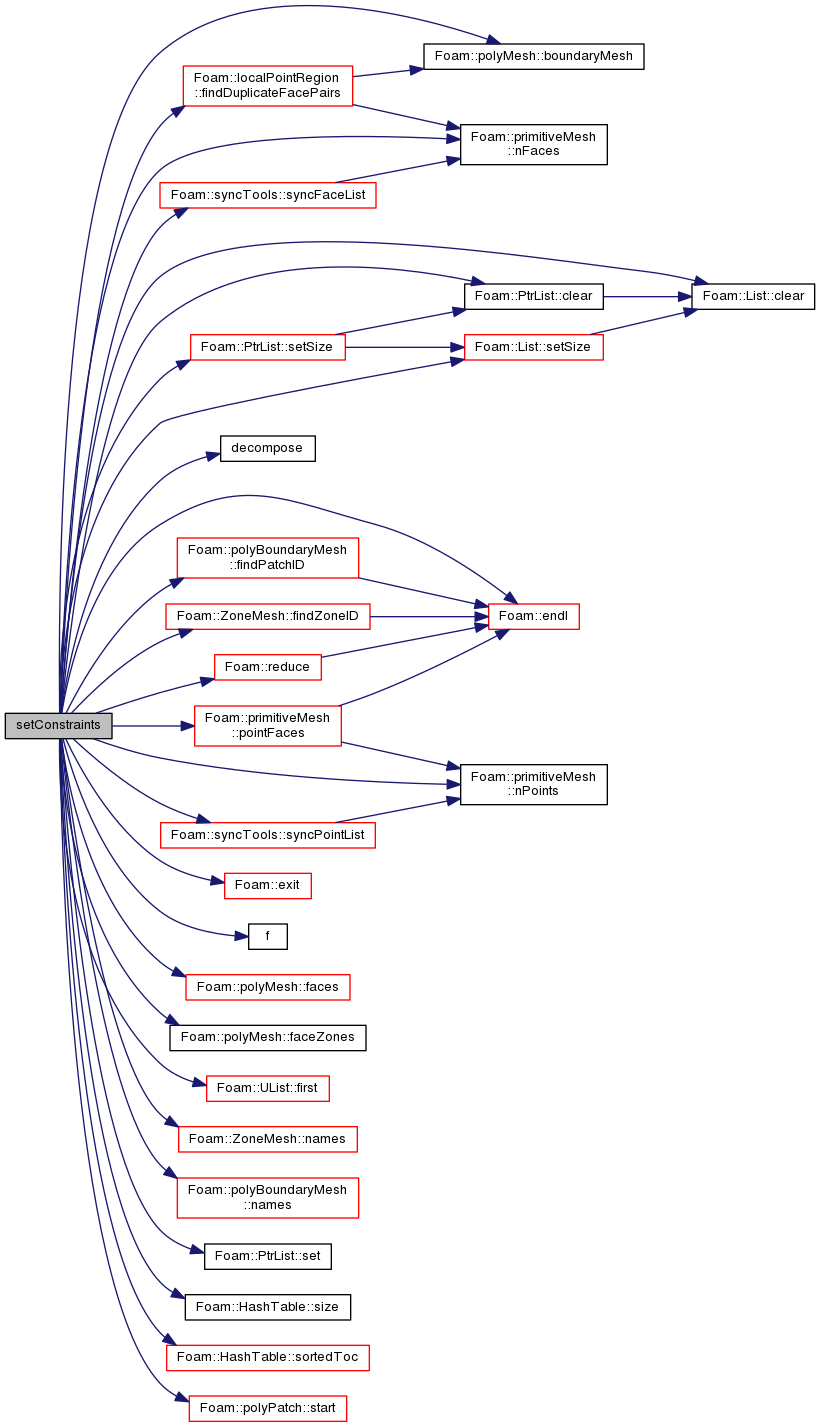 Foam::polyMesh::boundaryMesh
Foam::localPointRegion
::findDuplicateFacePairs
Foam::primitiveMesh
::nFaces
Foam::syncTools::syncFaceList
Foam::PtrList::clear
Foam::List::clear
Foam::PtrList::setSize
Foam::List::setSize
decompose
Foam::polyBoundaryMesh
::findPatchID
Foam::ZoneMesh::findZoneID
Foam::endl
Foam::reduce
setConstraints
Foam::primitiveMesh
::pointFaces
Foam::primitiveMesh
::nPoints
Foam::syncTools::syncPointList
Foam::exit
f
Foam::polyMesh::faces
Foam::polyMesh::faceZones
Foam::UList::first
Foam::ZoneMesh::names
Foam::polyBoundaryMesh
::names
Foam::PtrList::set
Foam::HashTable::size
Foam::HashTable::sortedToc
Foam::polyPatch::start